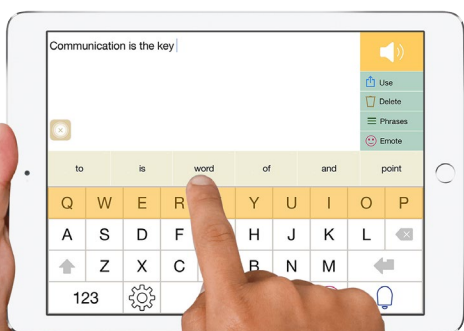 Communication is the key
Use
Delete
Phrases
Emote
to is word of and point
Q W E R Y U I O P
A S D F H J K L
Z X C B N M
123